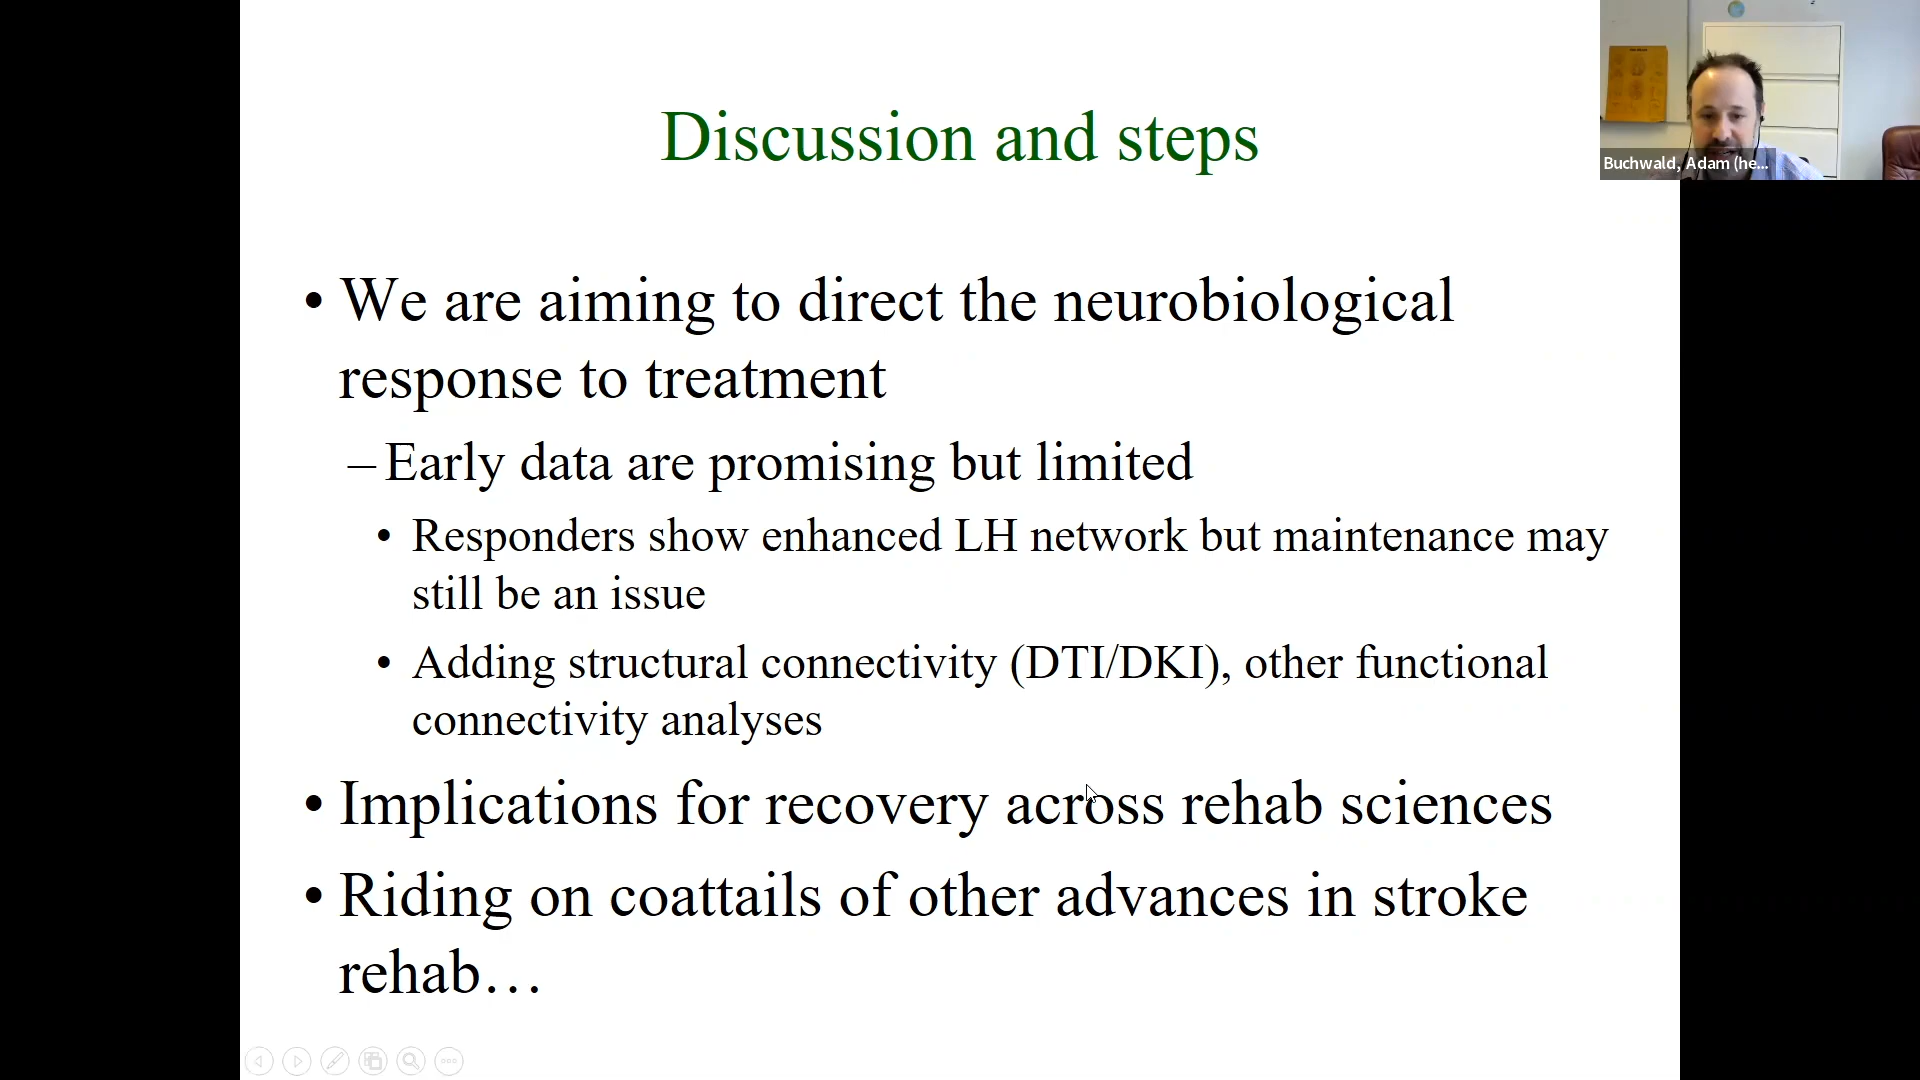 Discussion and steps
• We are aiming to direct the neurobiological
response to treatment
– Early data are promising but limited
• Responders show enhanced LH network but maintenance may
still be an issue
• Adding structural connectivity (DTI/DKI), other functional
connectivity analyses
• Implications for recovery across rehab sciences
• Riding on coattails of other advances in stroke
rehab…
Buchwald, Adam (he...